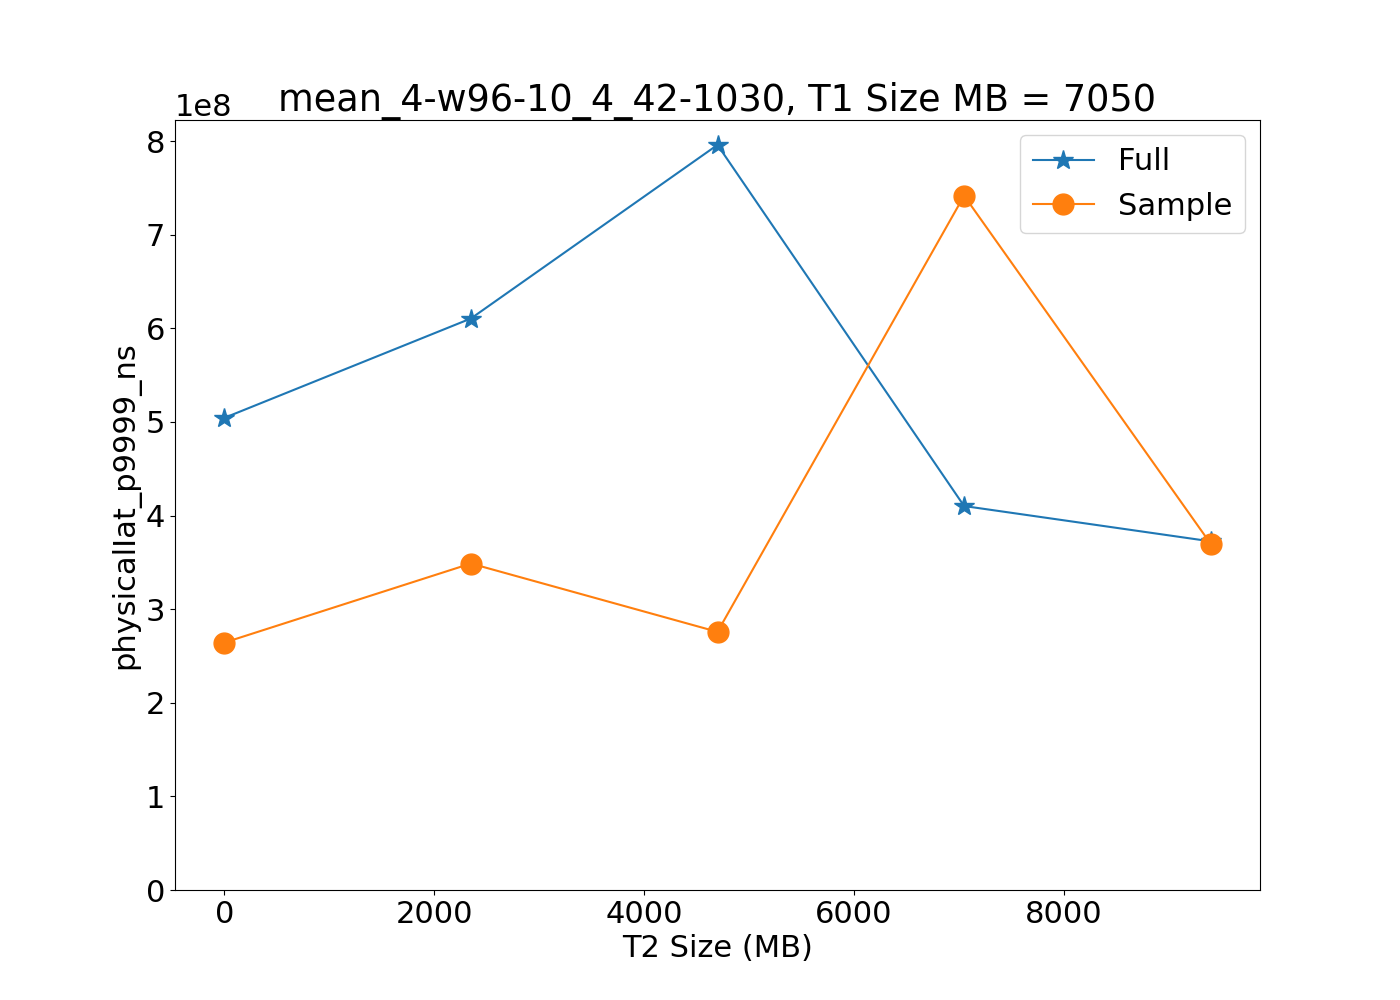 mean_4-w96-10_4_42-1030, T1 Size MB = 7050
1e8
Full
Sample
8
7
6
5
4
3
2
1
0
physicallat_p9999_ns
0 2000 4000 6000 8000
T2 Size (MB)